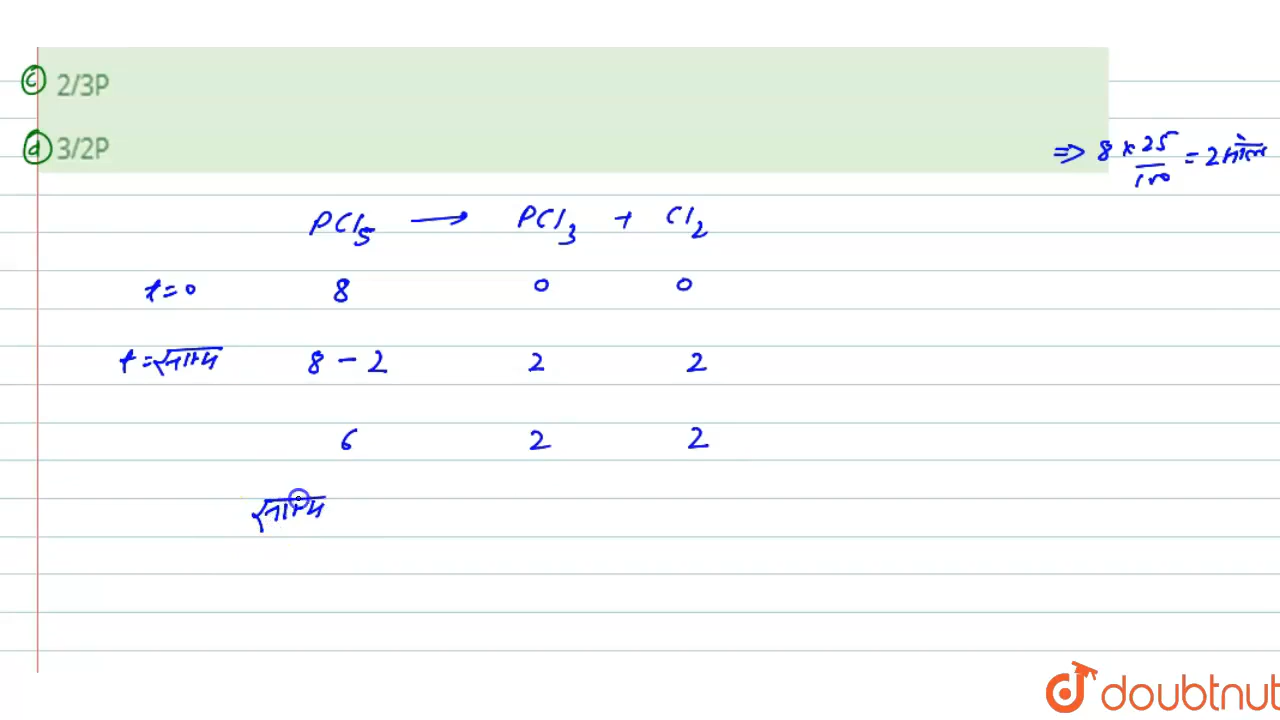 c 2/3P
d 3/2P
⇒ 8 × 25/100 = 2
PCl₅ → PCl₃ + Cl₂
t=0 8 0 0
t= 8 - 2 2 2
6 2 2
doubtnut